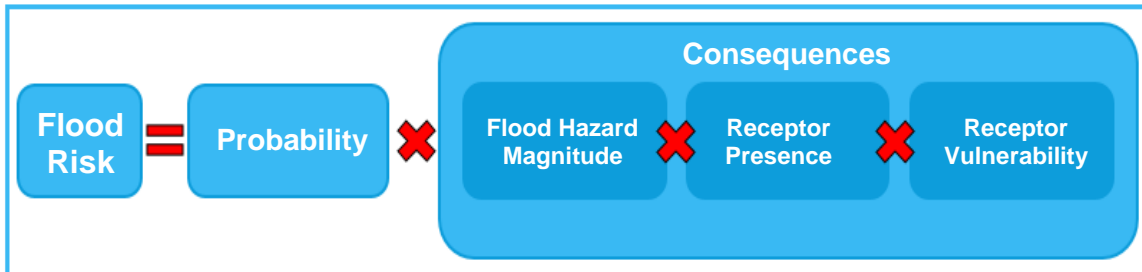 Consequences
Flood
Risk
Probability
Flood Hazard
Magnitude
Receptor
Presence
Receptor
Vulnerability